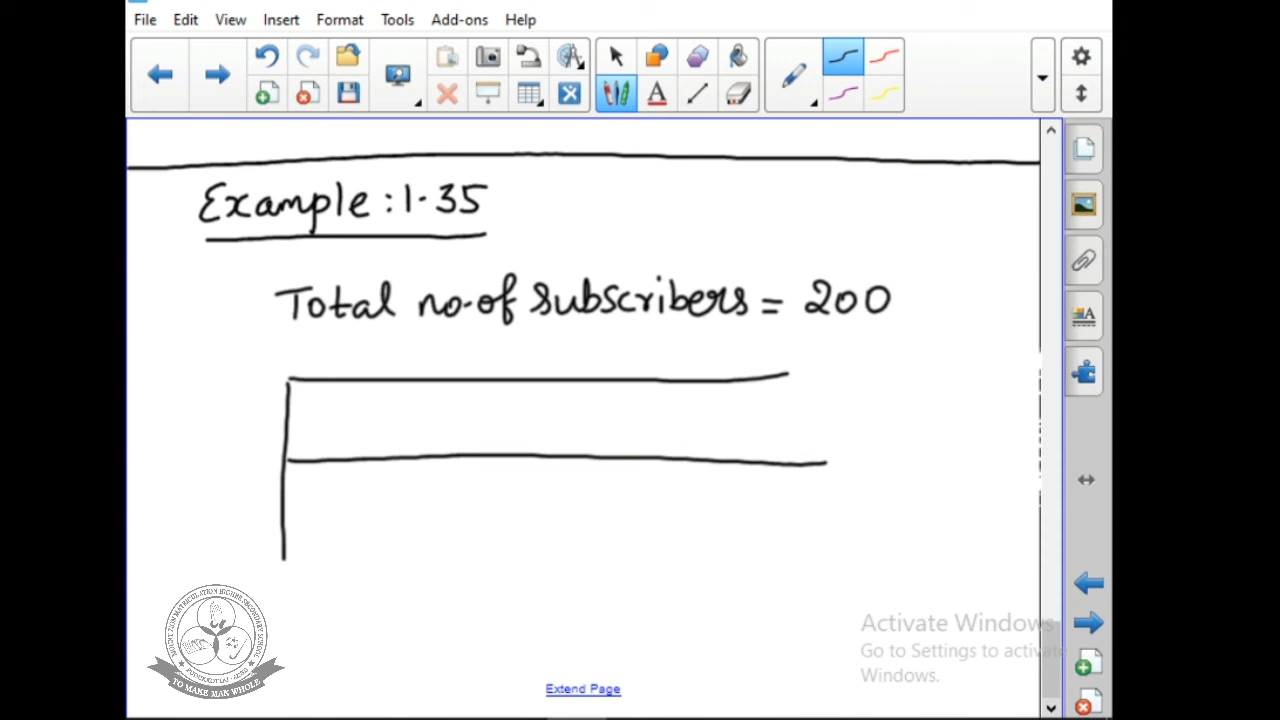 File Edit View Insert Format Tools Add-ons Help
Example : 1.35
Total no.of subscribers = 200
Activate Windows
Go to Settings to activate
Windows.
TO MAKE MAN WHOLE
Extend Page